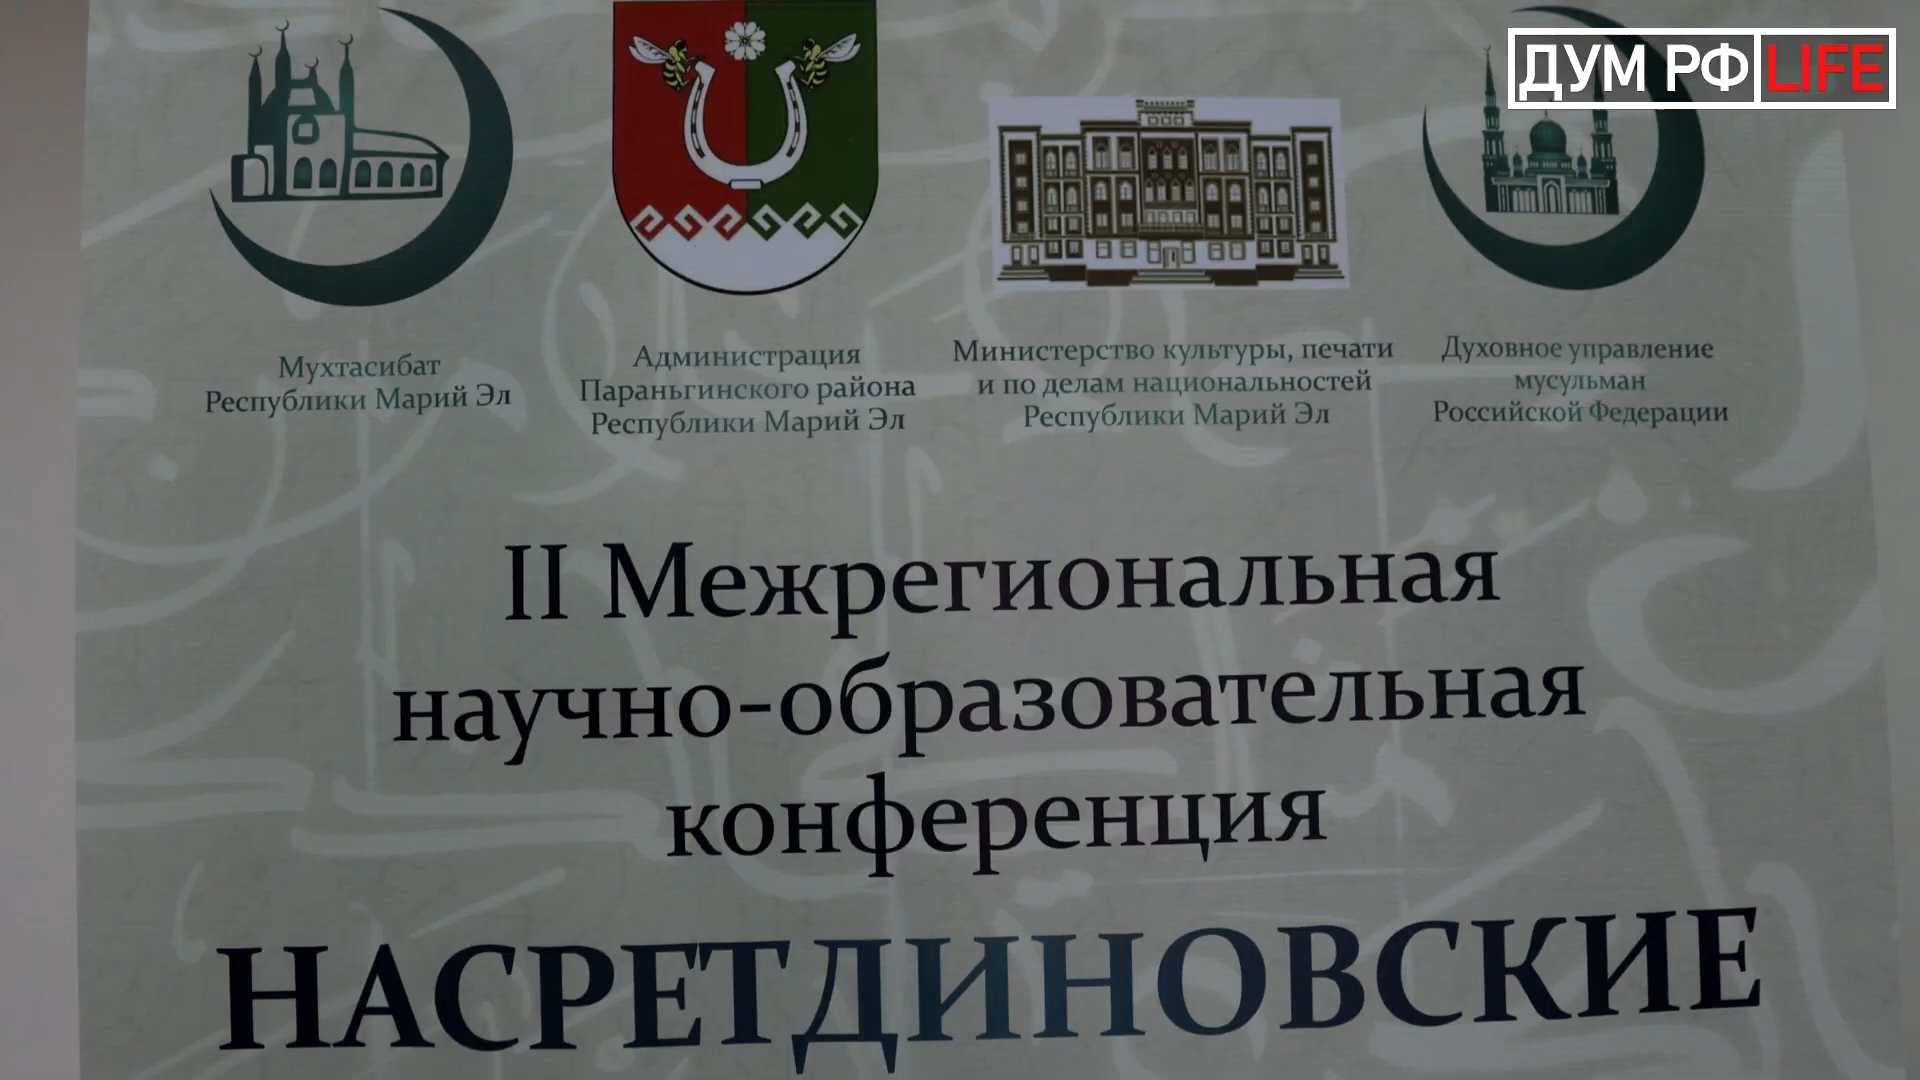 ДУМ РФ LIFE
Мухтасибат
Республики Марий Эл
Администрация
Параньгинского района
Республики Марий Эл
Министерство культуры, печати
и по делам национальностей
Республики Марий Эл
Духовное управление
мусульман
Российской Федерации
II Межрегиональная
научно-образовательная
конференция
НАСРЕТДИНОВСКИЕ